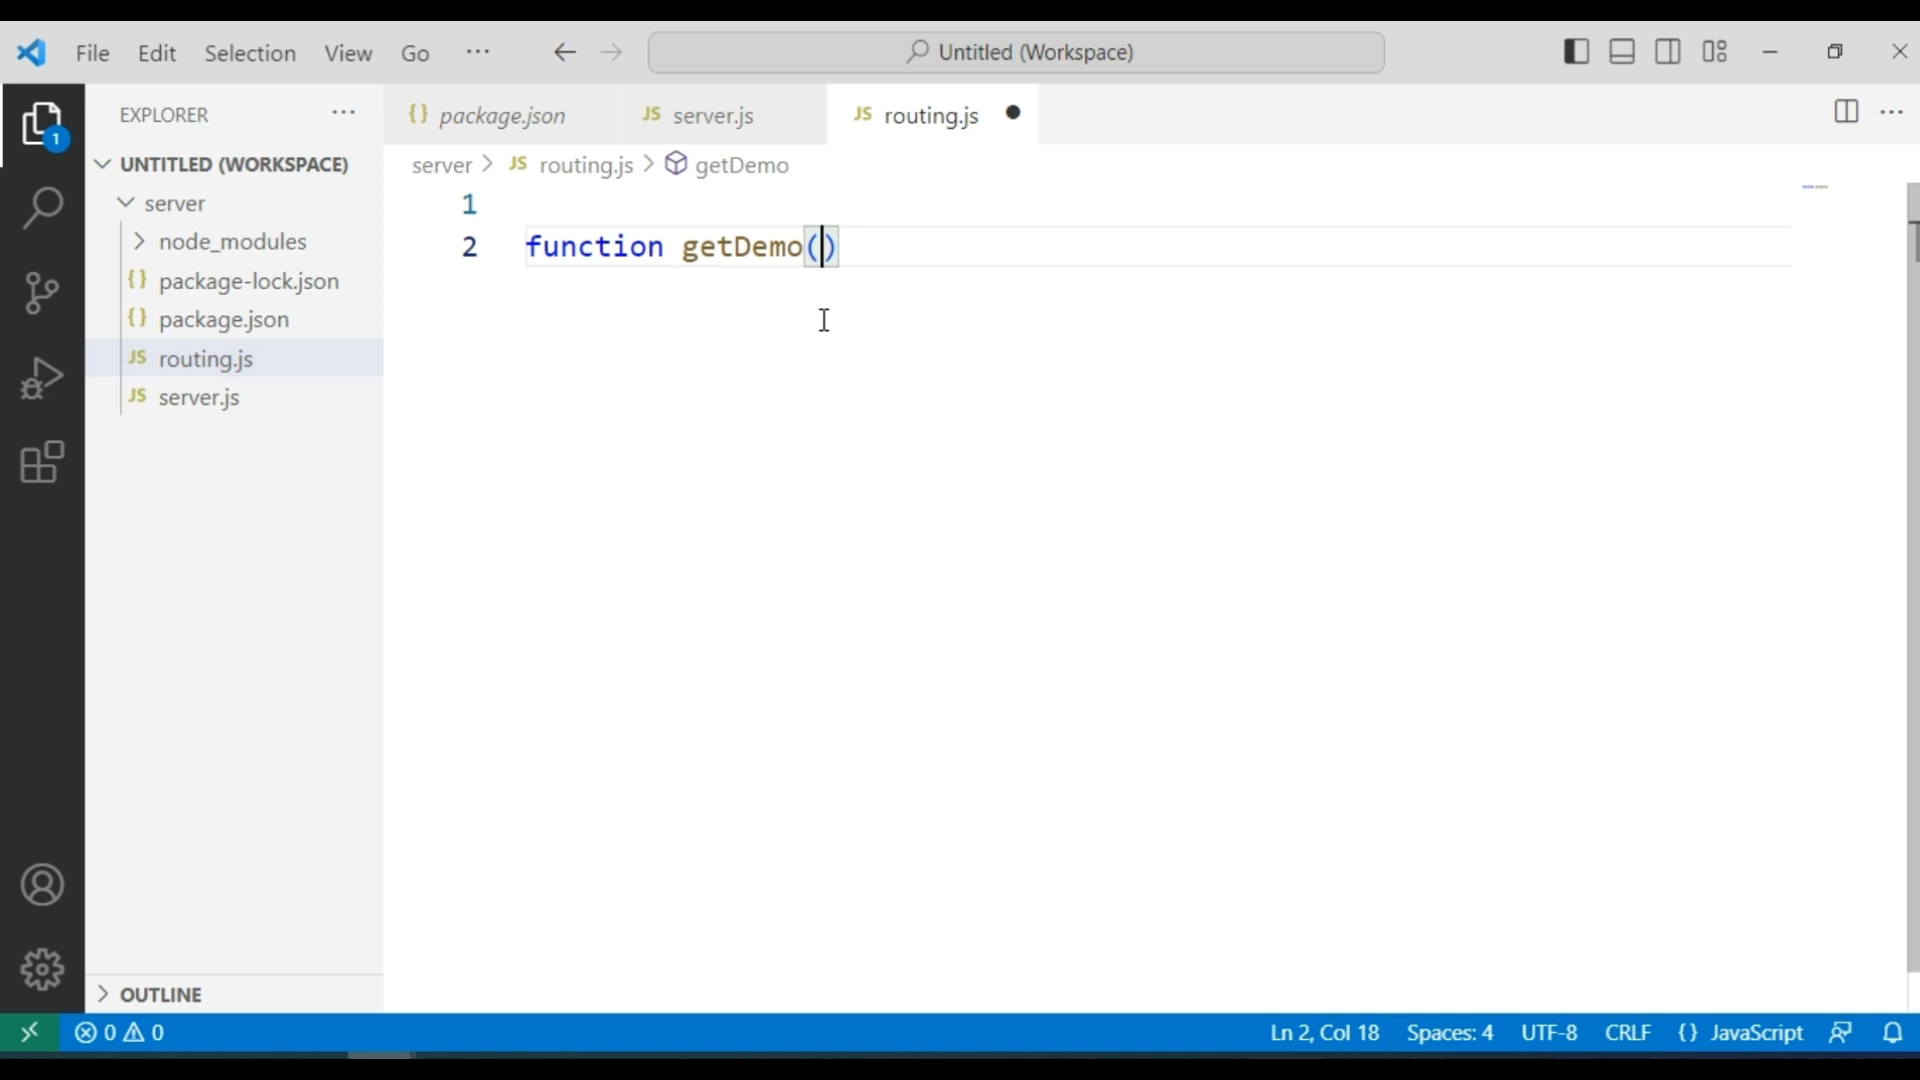 File Edit Selection View Go ··· Untitled (Workspace)
EXPLORER ···
1
UNTITLED (WORKSPACE)
server
node_modules
{} package-lock.json
{} package.json
JS routing.js
JS server.js
OUTLINE
{} package.json JS server.js JS routing.js
server > JS routing.js > getDemo
1
2 function getDemo()
0 0 Ln 2, Col 18 Spaces: 4 UTF-8 CRLF {} JavaScript